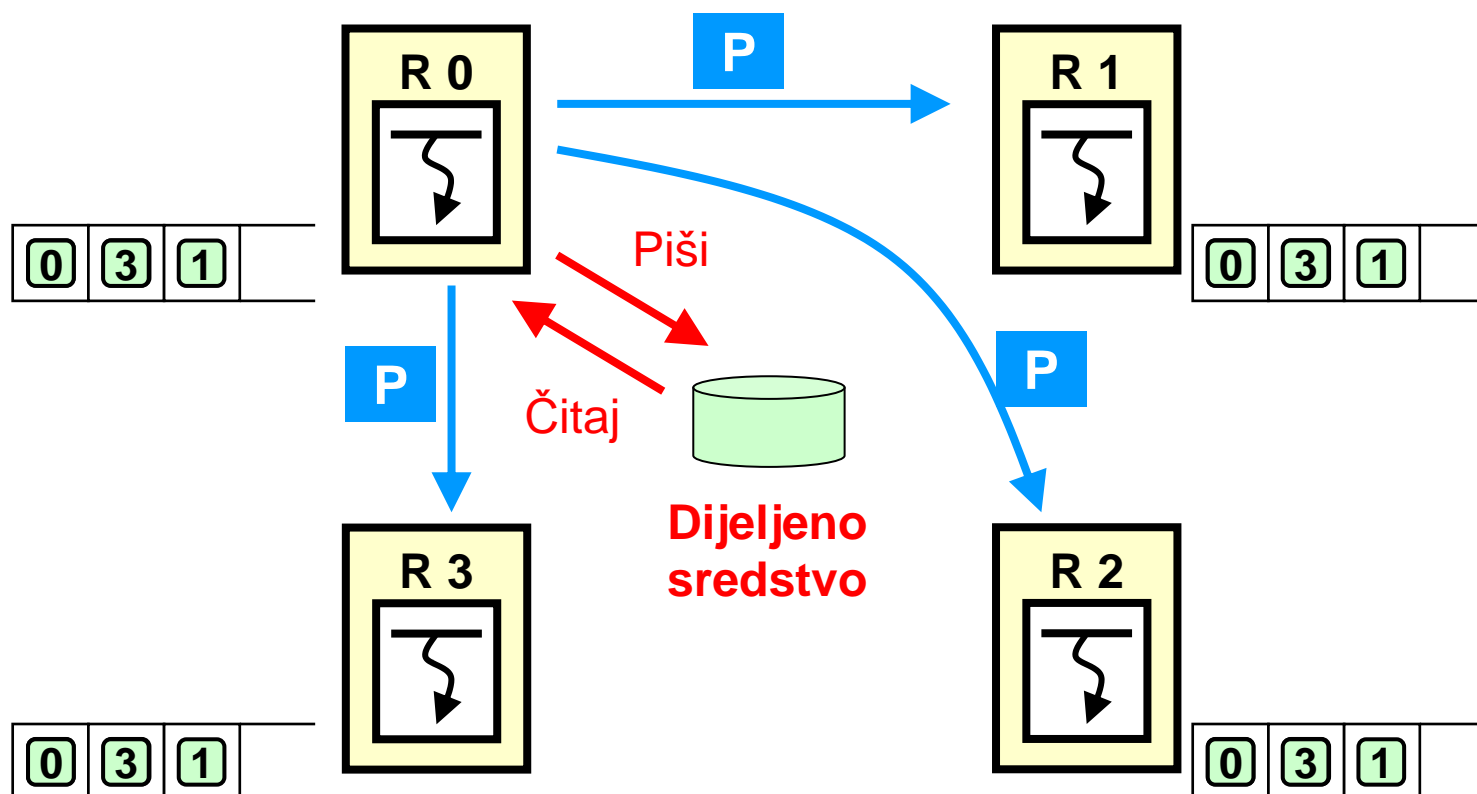 R 0
P
R 1
0 3 1
Piši
0 3 1
P
P
Čitaj
Dijeljeno
sredstvo
R 3
R 2
0 3 1
0 3 1